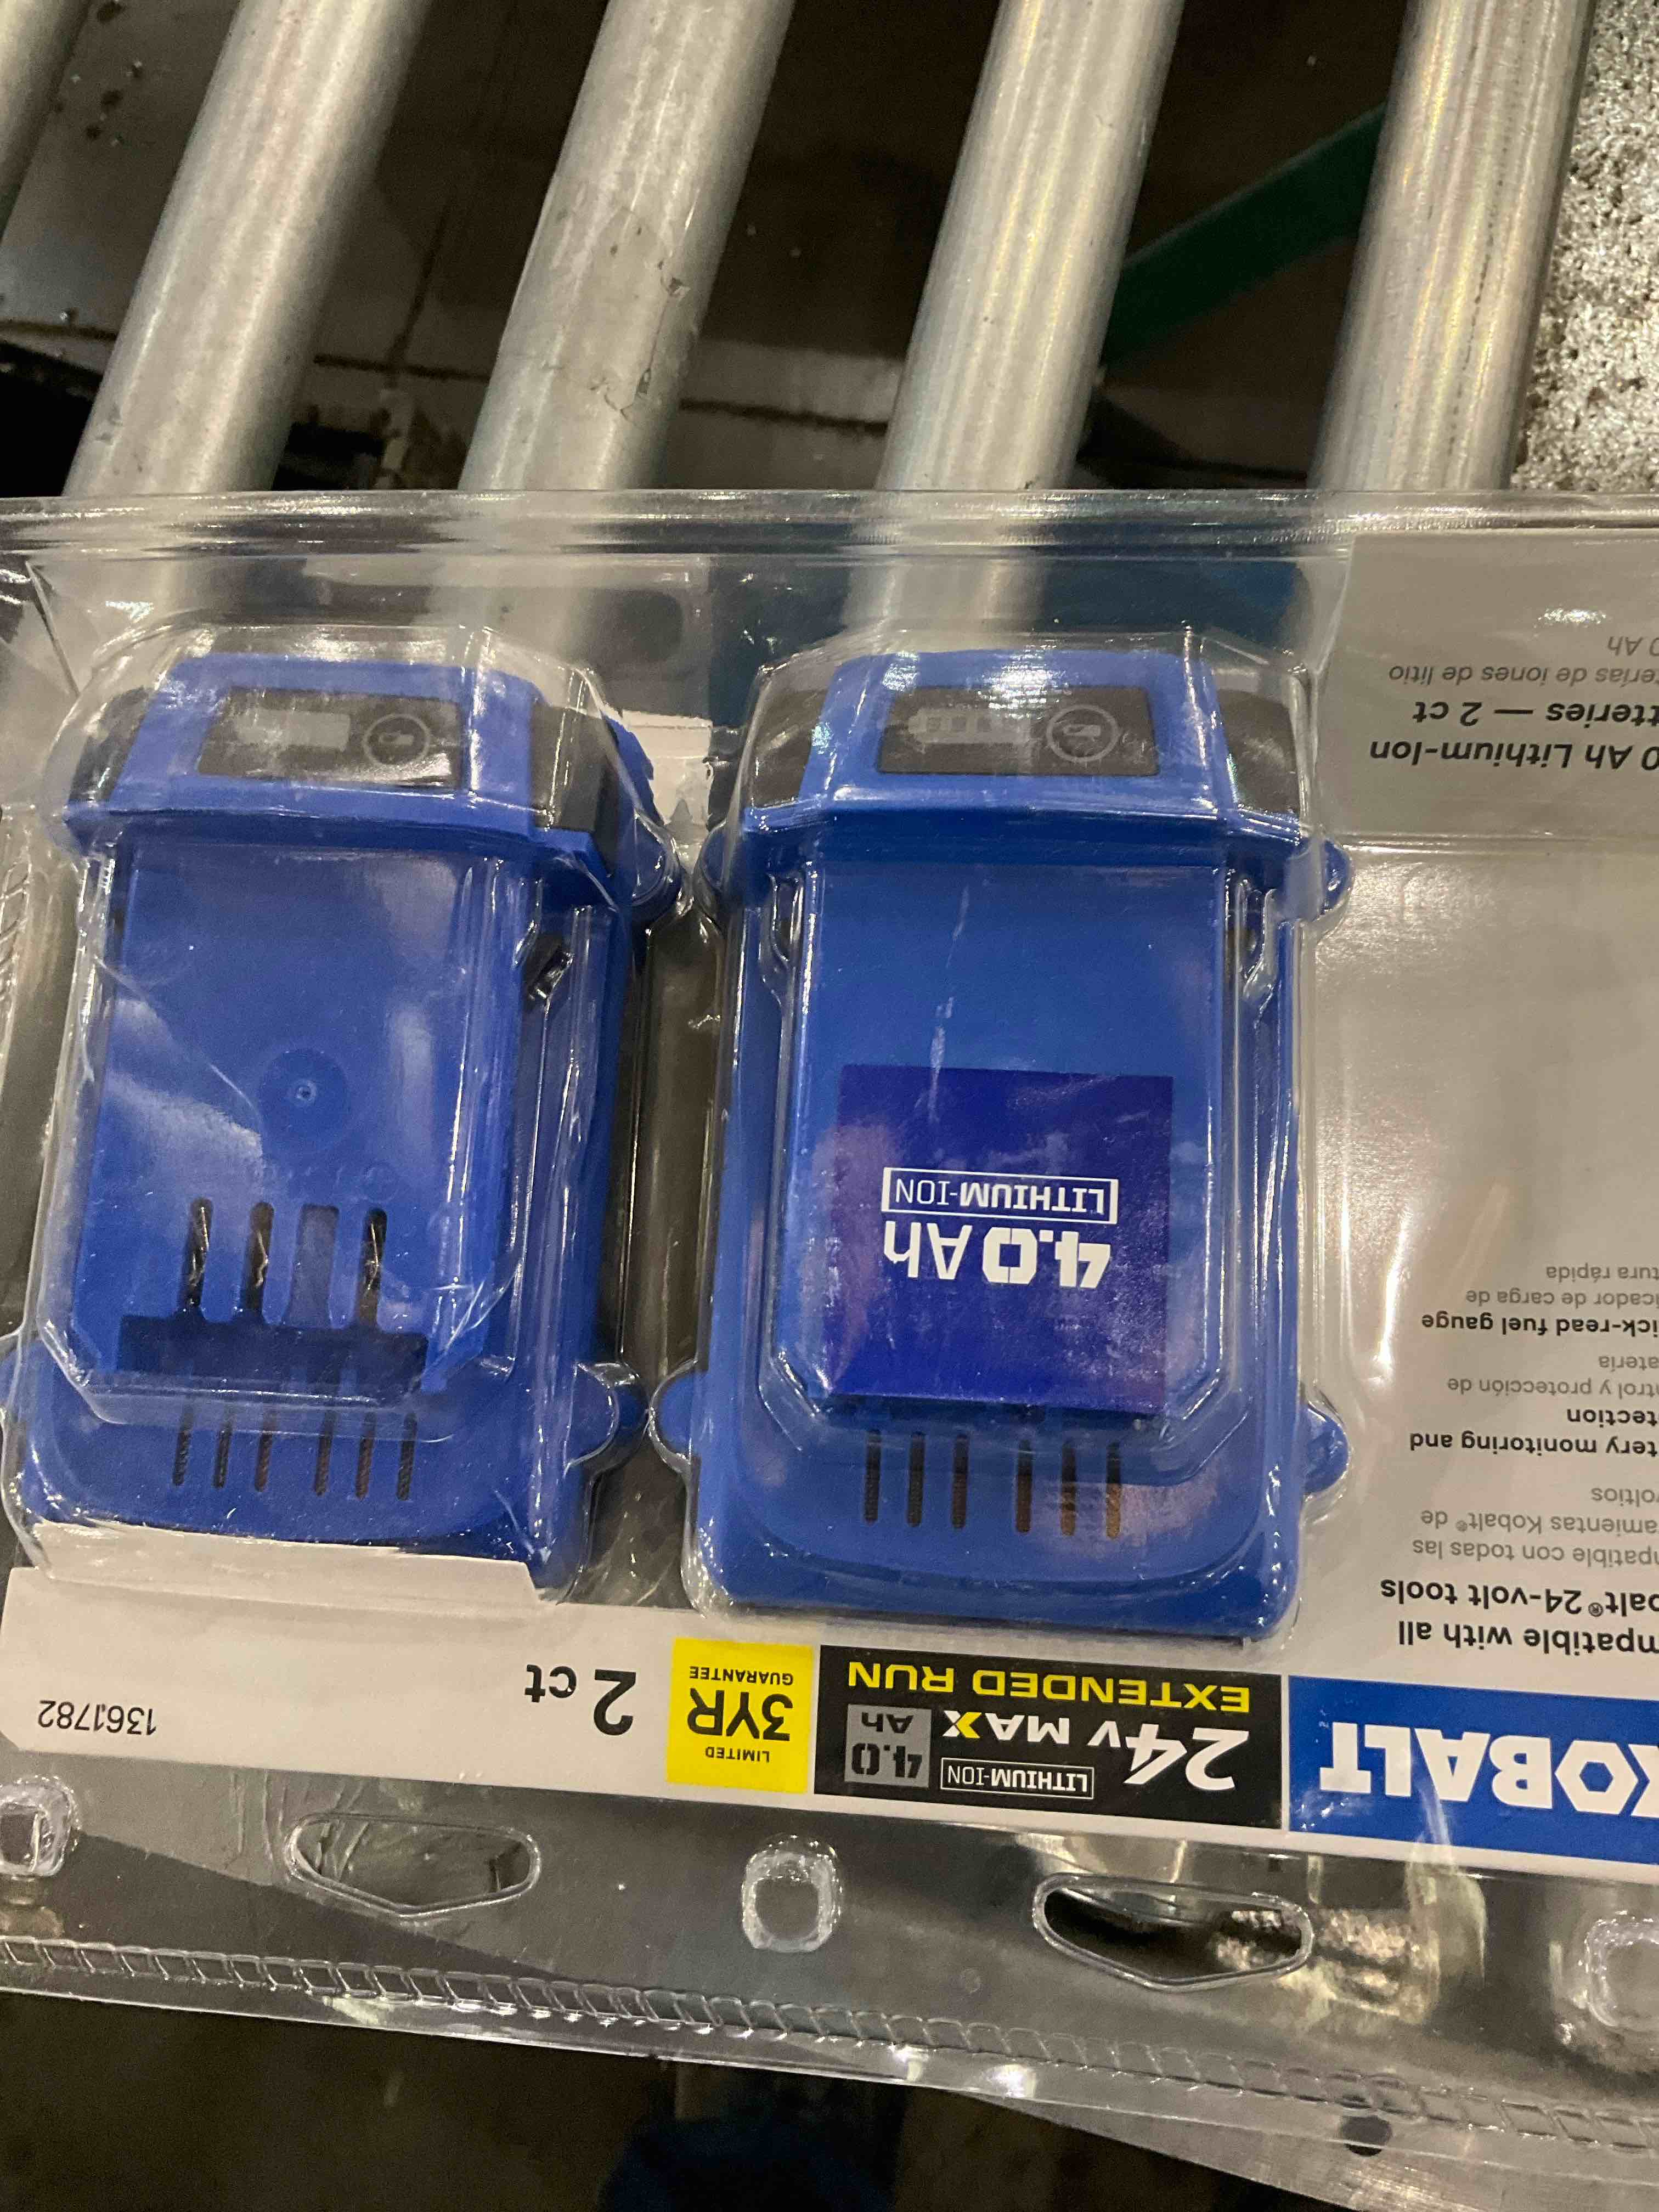 KOBALT
24V MAX
LITHIUM-ION
4.0
Ah
EXTENDED RUN
LIMITED
3YR
GUARANTEE
2 ct
1361782
mpatible with all
balt® 24-volt tools
mpatible con todas las
ramientas Kobalt® de
voltios
tery monitoring and
tection
trol y protección de
atería
ick-read fuel gauge
icador de carga de
tura rápida
4.0 Ah
LITHIUM-ION
0 Ah Lithium-Ion
tteries — 2 ct
terías de iones de litio
0 Ah